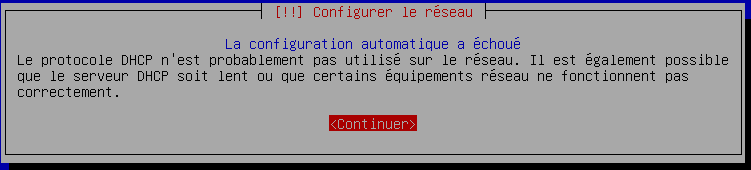 [!!] Configurer le réseau
La configuration automatique a échoué
Le protocole DHCP n'est probablement pas utilisé sur le réseau. Il est également possible
que le serveur DHCP soit lent ou que certains équipements réseau ne fonctionnent pas
correctement.
<Continuer>